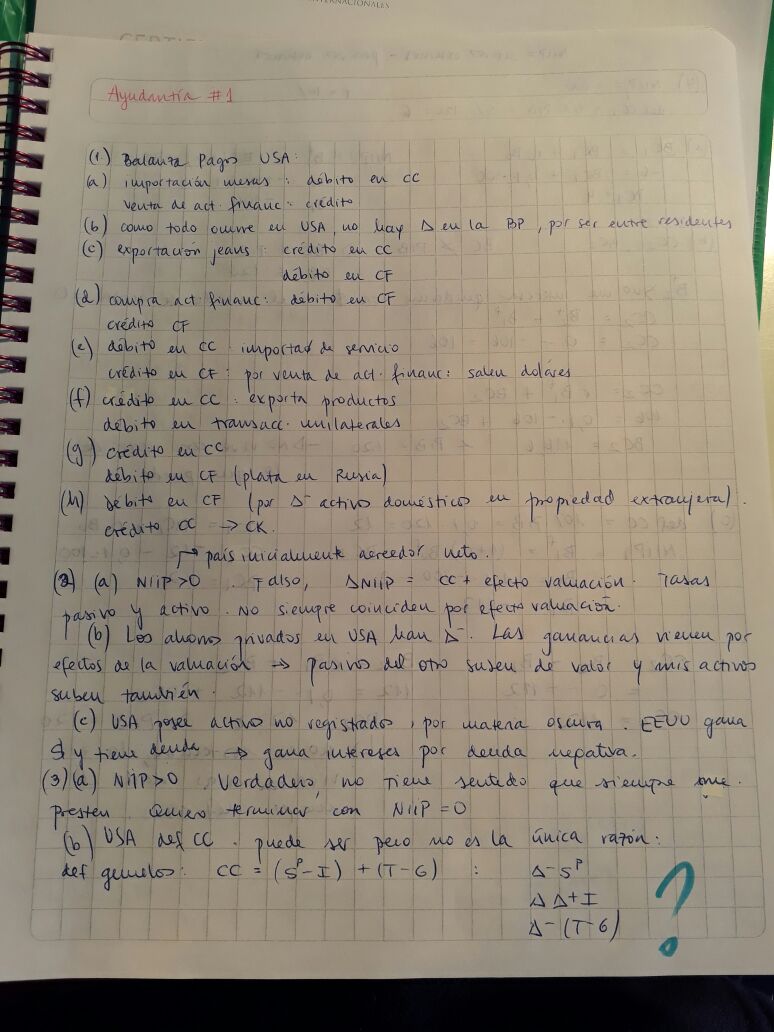 INTERNACIONALES
Ayudantía #1
(1.) Balanza Pagos USA:
(a) importación mesas : débito en CC
venta de act. financ : crédito
(b) como todo ocurre en USA, no hay Δ en la BP, por ser entre residentes
(c) exportación jeans : crédito en CC
débito en CF
(d) compra act financ : débito en CF
crédito CF
(e) débito en CC : importac de servicio
crédito en CF : por venta de act. financ : salen dólares
(f) crédito en CC : exporta productos
débito en transacc. unilaterales
(g) crédito en CC
débito en CF (plata en Rusia)
(h) débito en CF (por Δ⁻ activo doméstico en propiedad extranjera).
crédito CC → CK.
→ país inicialmente acreedor neto.
(2) (a) NIIP>0 . Falso, ΔNIIP = CC + efecto valuación. Tasas
pasivo y activo. No siempre coinciden por efecto valuación.
(b) Los ahorros privados en USA han Δ⁻. Las ganancias vienen por
efectos de la valuación → pasivos del otro suben de valor y mis activos
suben también.
(c) USA posee activo no registrados, por materia oscura. EEUU gana
$ y tiene deuda → gana intereses por deuda negativa.
(3)(a) NIIP>0 . Verdadero, no tiene sentido que siempre me
presten. Quiero terminar con NIIP=0
(b) USA def CC . puede ser pero no es la única razón:
def gemelos: CC = (Sᴾ-I) + (T-G) : Δ⁻Sᴾ
Δ Δ+I
Δ⁻(T-G)
?